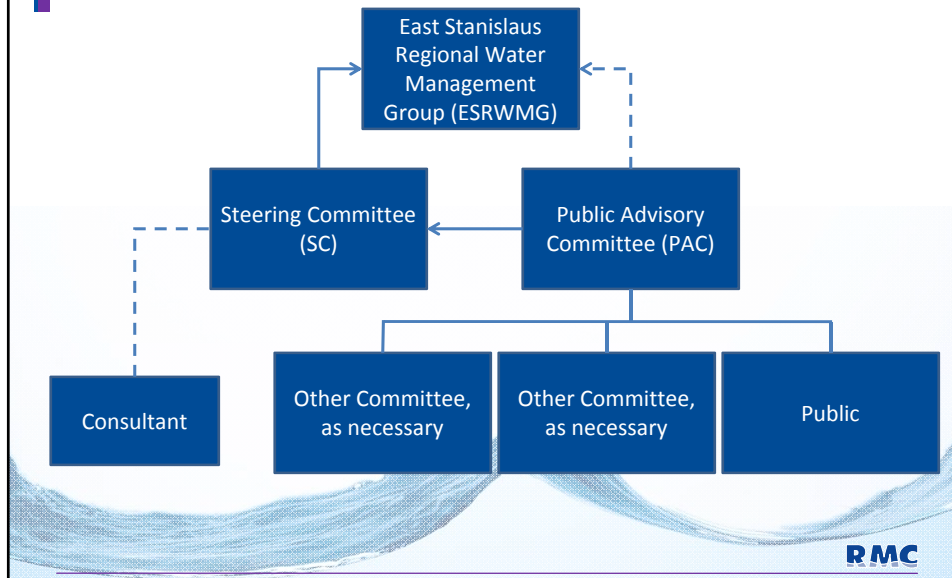 East Stanislaus
Regional Water
Management
Group (ESRWMG)
Steering Committee
(SC)
Public Advisory
Committee (PAC)
Consultant
Other Committee,
as necessary
Other Committee,
as necessary
Public
RMC